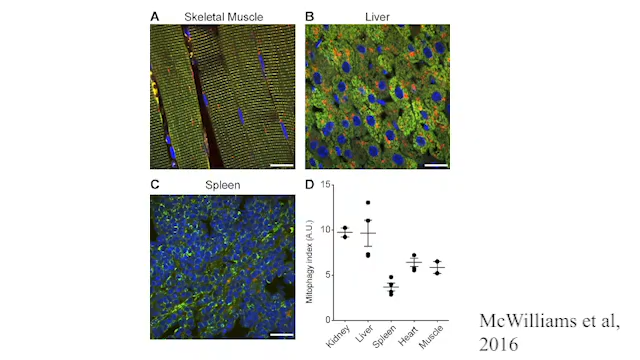 A Skeletal Muscle
B Liver
C Spleen
D
15
10
5
0
Mitophagy index (A.U.)
Kidney
Liver
Spleen
Heart
Muscle
McWilliams et al,
2016